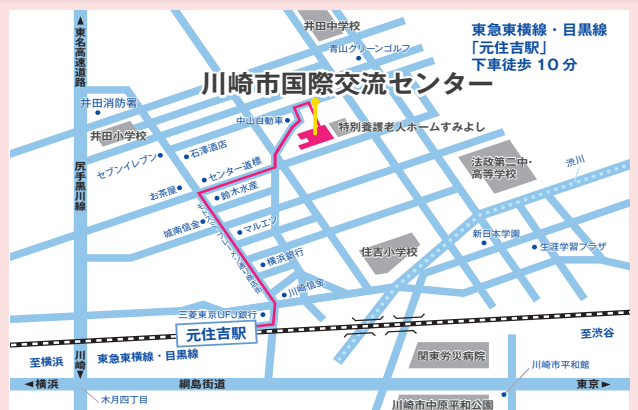 井田中学校
東急東横線・目黒線
「元住吉駅」
下車徒歩 10 分
▲東名高速道路
青山グリーンゴルフ
川崎市国際交流センター
井田消防署
中山自動車
特別養護老人ホームすみよし
井田小学校
石澤酒店
セブンイレブン
法政第二中・
高等学校
渋川
センター道標
お茶屋
鈴木水産
尻手黒川線
城南信金
マルエツ
新日本学園
生涯学習プラザ
住吉小学校
横浜銀行
川崎信金
三菱東京UFJ銀行
元住吉駅
至渋谷
至横浜
川崎▼
東急東横線・目黒線
関東労災病院
川崎市平和館
◀横浜
綱島街道
東京▶
木月四丁目
川崎市中原平和公園